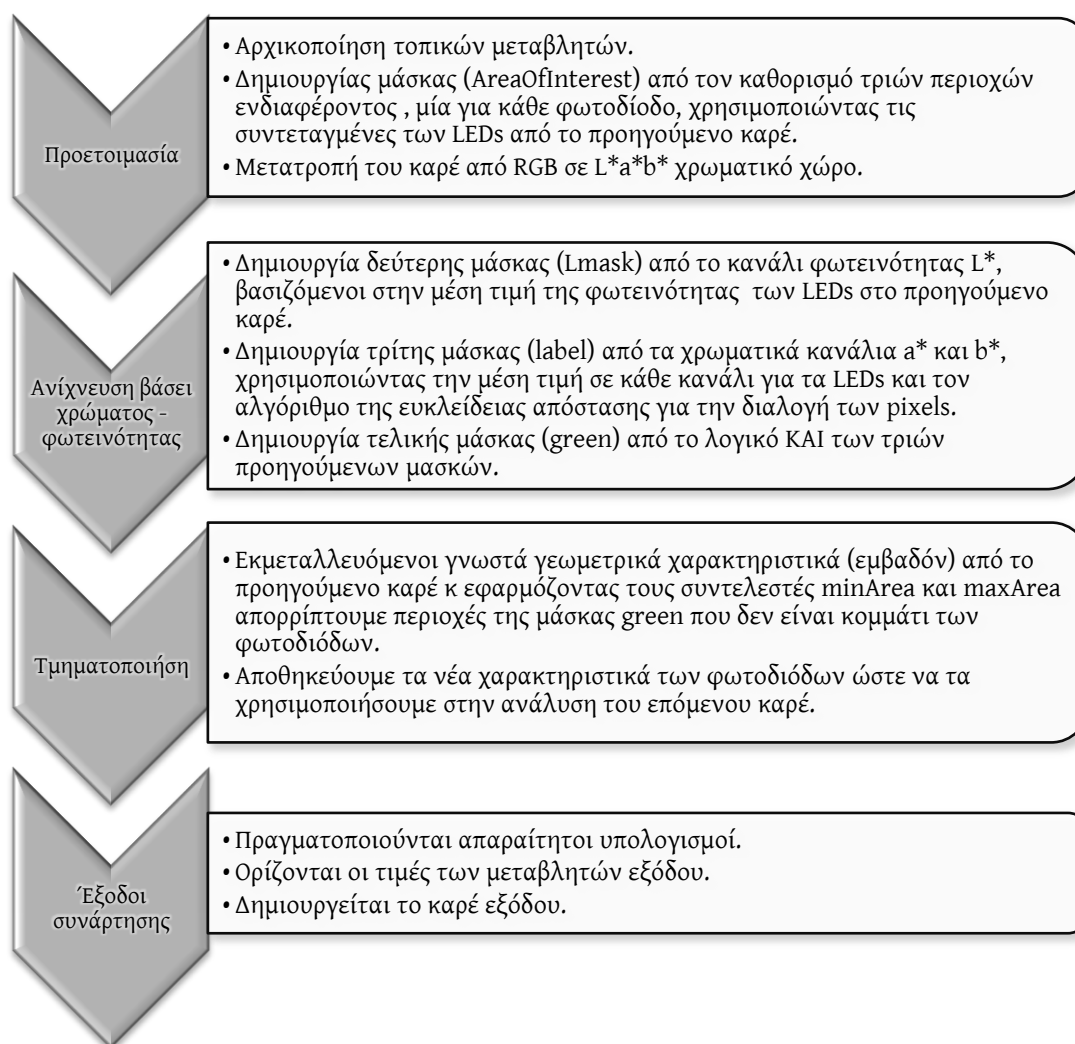 Προετοιμασία
• Αρχικοποίηση τοπικών μεταβλητών.
• Δημιουργίας μάσκας (AreaOfInterest) από τον καθορισμό τριών περιοχών
ενδιαφέροντος , μία για κάθε φωτοδίοδο, χρησιμοποιώντας τις
συντεταγμένες των LEDs από το προηγούμενο καρέ.
• Μετατροπή του καρέ από RGB σε L*a*b* χρωματικό χώρο.
Ανίχνευση βάσει
χρώματος -
φωτεινότητας
• Δημιουργία δεύτερης μάσκας (Lmask) από το κανάλι φωτεινότητας L*,
βασιζόμενοι στην μέση τιμή της φωτεινότητας των LEDs στο προηγούμενο
καρέ.
• Δημιουργία τρίτης μάσκας (label) από τα χρωματικά κανάλια a* και b*,
χρησιμοποιώντας την μέση τιμή σε κάθε κανάλι για τα LEDs και τον
αλγόριθμο της ευκλείδειας απόστασης για την διαλογή των pixels.
• Δημιουργία τελικής μάσκας (green) από το λογικό ΚΑΙ των τριών
προηγούμενων μασκών.
Τμηματοποιήση
• Εκμεταλλευόμενοι γνωστά γεωμετρικά χαρακτηριστικά (εμβαδόν) από το
προηγούμενο καρέ κ εφαρμόζοντας τους συντελεστές minArea και maxArea
απορρίπτουμε περιοχές της μάσκας green που δεν είναι κομμάτι των
φωτοδιόδων.
• Αποθηκεύουμε τα νέα χαρακτηριστικά των φωτοδιόδων ώστε να τα
χρησιμοποιήσουμε στην ανάλυση του επόμενου καρέ.
Έξοδοι
συνάρτησης
• Πραγματοποιούνται απαραίτητοι υπολογισμοί.
• Ορίζονται οι τιμές των μεταβλητών εξόδου.
• Δημιουργείται το καρέ εξόδου.